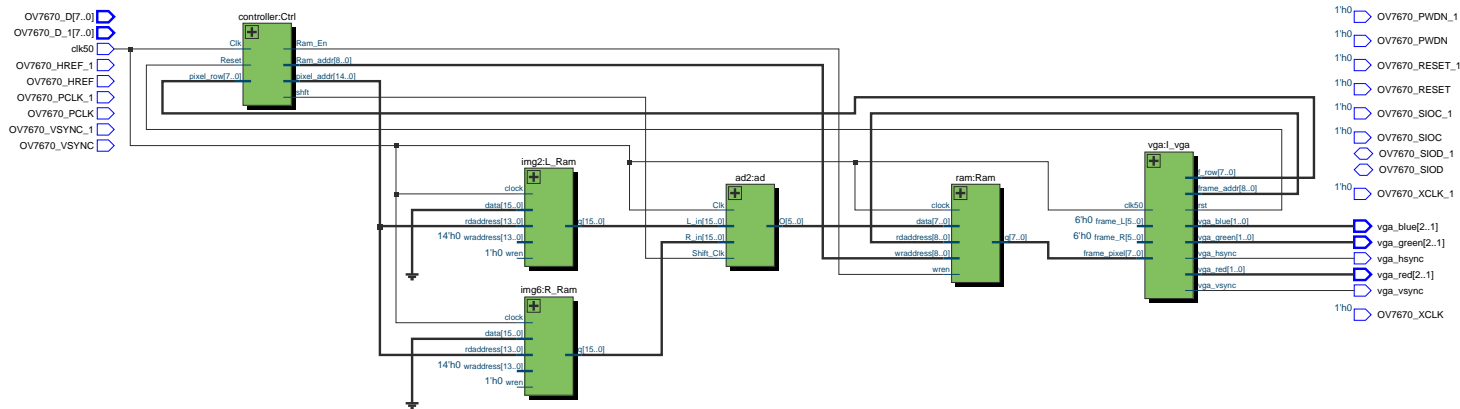 OV7670_D[7..0]
OV7670_D_1[7..0]
clk50
OV7670_HREF_1
OV7670_HREF
OV7670_PCLK_1
OV7670_PCLK
OV7670_VSYNC_1
OV7670_VSYNC
controller:Ctrl
Clk
Reset
pixel_row[7..0]
Ram_En
Ram_addr[8..0]
pixel_addr[14..0]
shft
img2:L_Ram
clock
data[15..0]
rdaddress[13..0]
14'h0 wraddress[13..0]
1'h0 wren
q[15..0]
img6:R_Ram
clock
data[15..0]
rdaddress[13..0]
14'h0 wraddress[13..0]
1'h0 wren
q[15..0]
ad2:ad
Clk
L_in[15..0]
R_in[15..0]
Shift_Clk
O[5..0]
ram:Ram
clock
data[7..0]
rdaddress[8..0]
wraddress[8..0]
wren
q[7..0]
vga:I_vga
clk50
6'h0 frame_L[5..0]
6'h0 frame_R[5..0]
frame_pixel[7..0]
f_row[7..0]
frame_addr[8..0]
rst
vga_blue[1..0]
vga_green[1..0]
vga_hsync
vga_red[1..0]
vga_vsync
1'h0 OV7670_PWDN_1
1'h0 OV7670_PWDN
1'h0 OV7670_RESET_1
1'h0 OV7670_RESET
1'h0 OV7670_SIOC_1
1'h0 OV7670_SIOC
OV7670_SIOD_1
OV7670_SIOD
1'h0 OV7670_XCLK_1
vga_blue[2..1]
vga_green[2..1]
vga_hsync
vga_red[2..1]
vga_vsync
1'h0 OV7670_XCLK